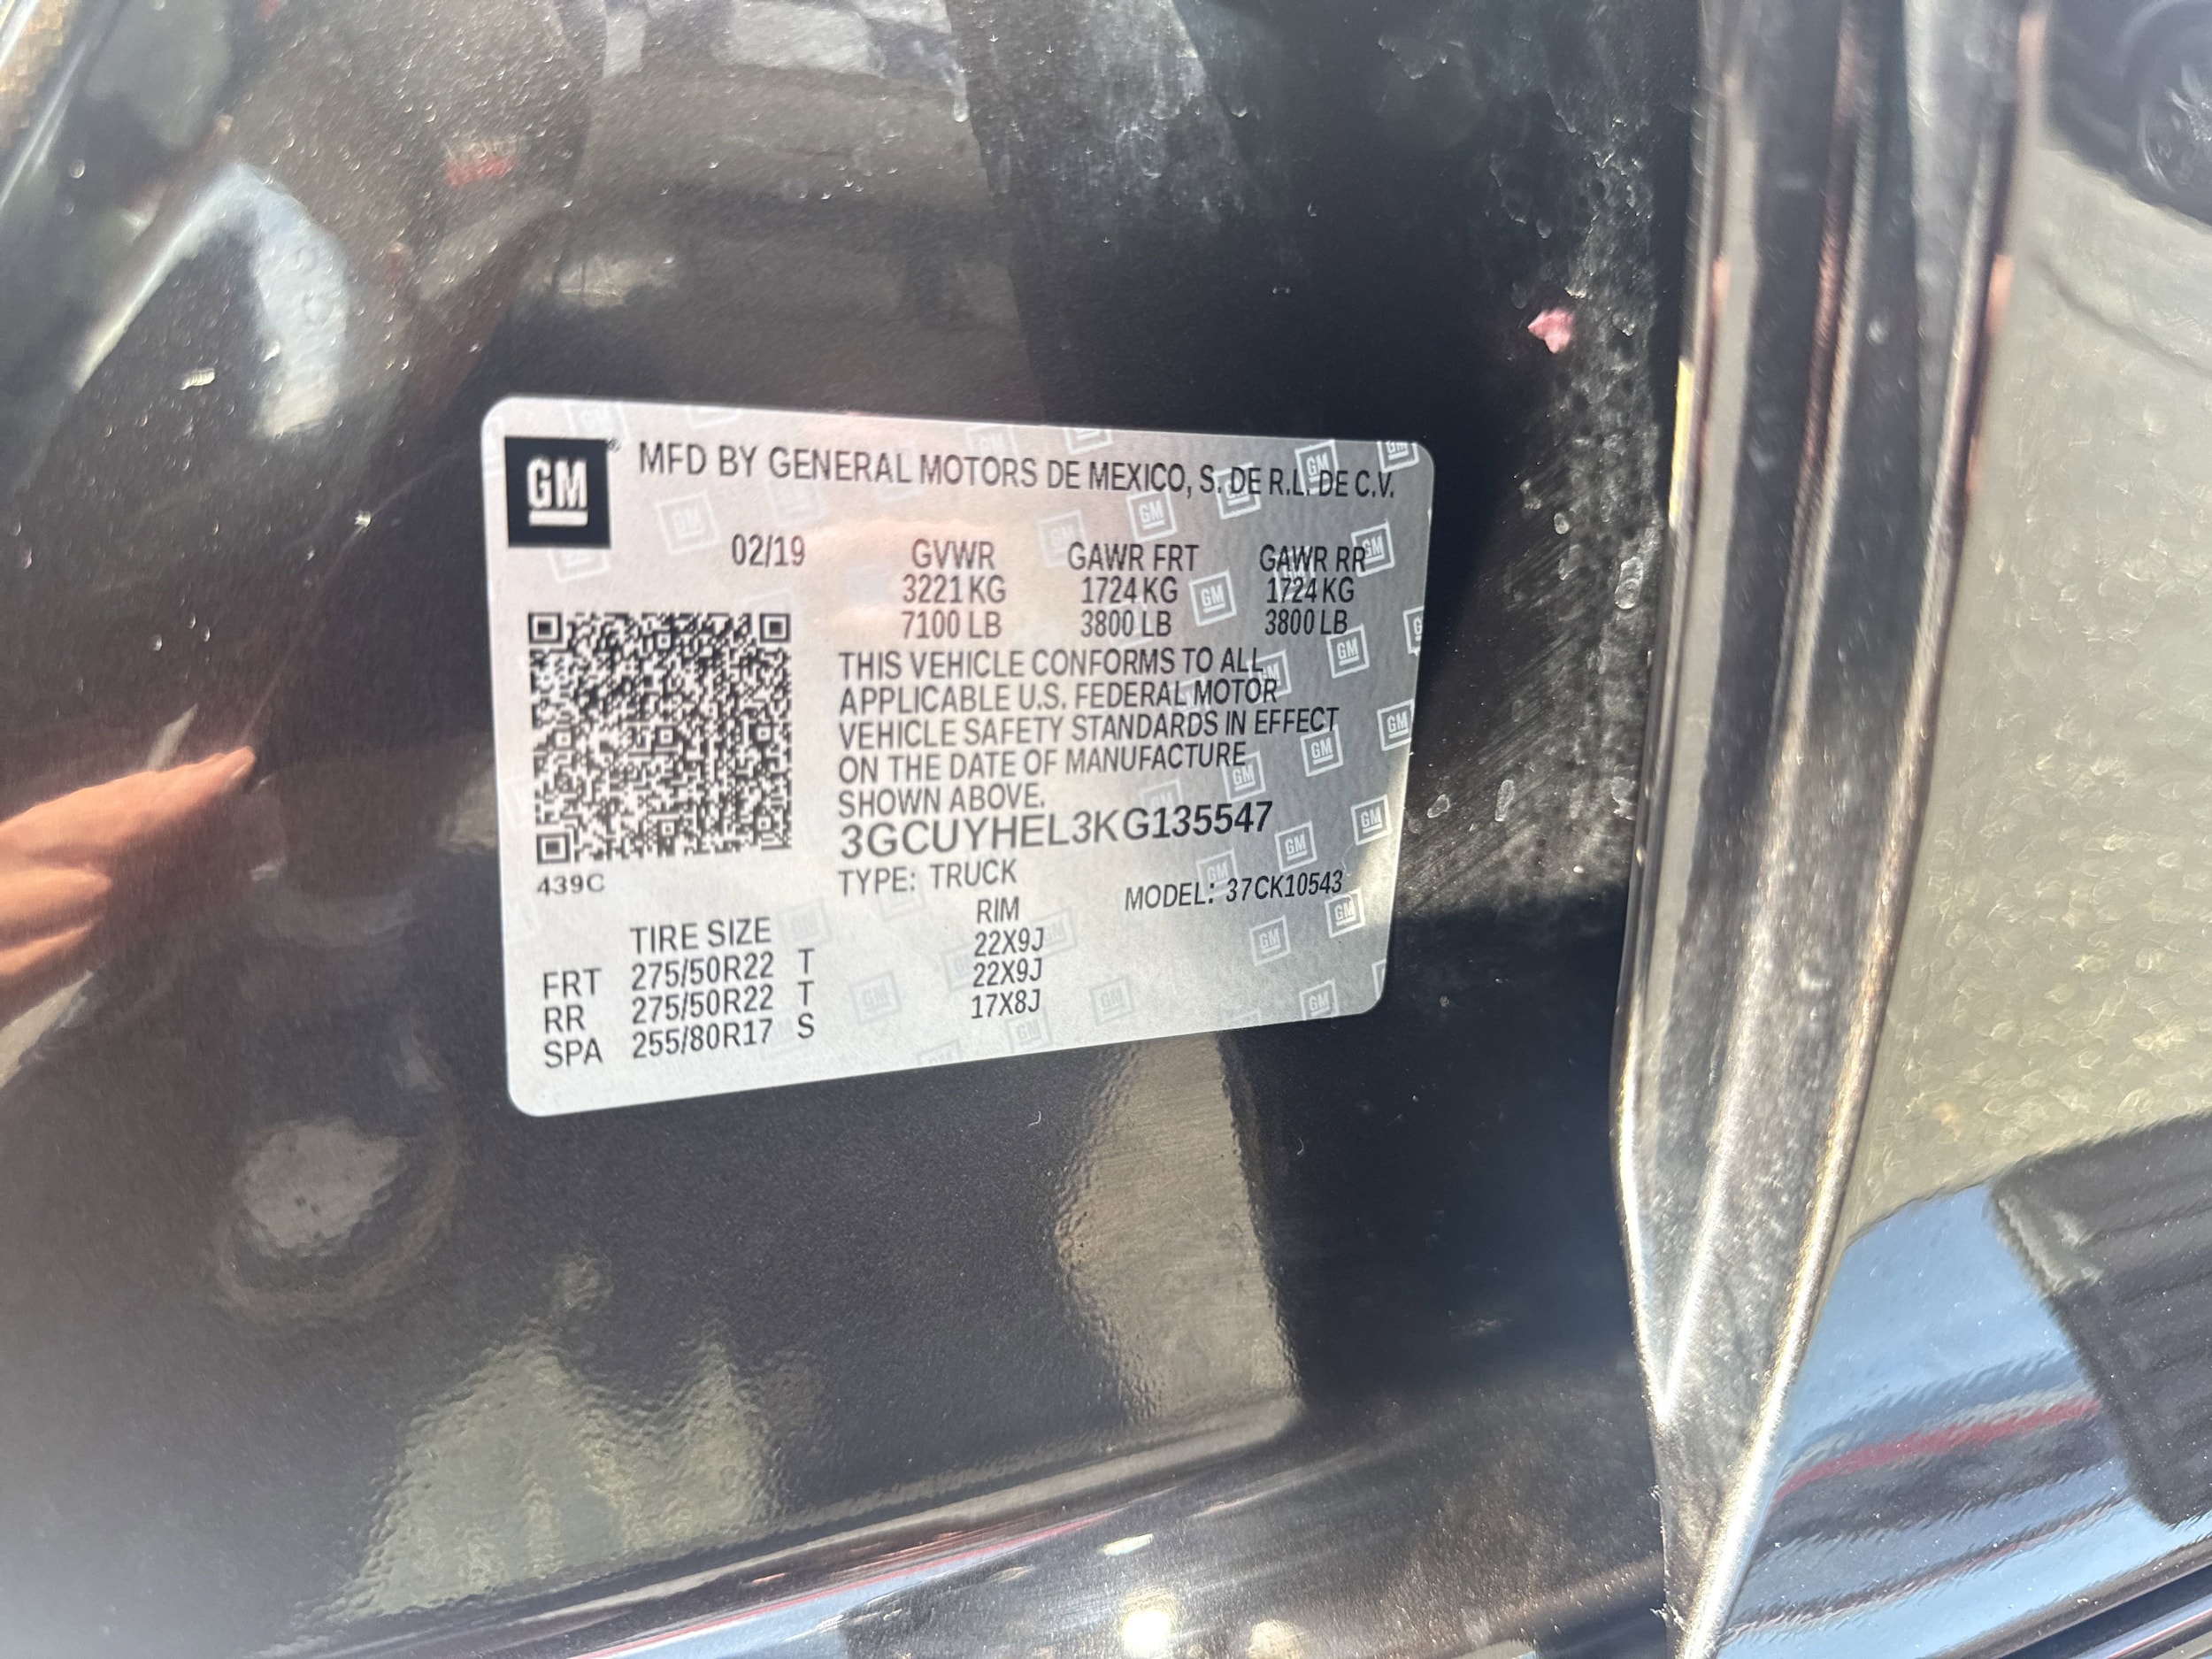 GM® MFD BY GENERAL MOTORS DE MEXICO, S. DE R.L. DE C.V.
02/19 GVWR GAWR FRT GAWR RR
3221 KG 1724 KG 1724 KG
7100 LB 3800 LB 3800 LB
THIS VEHICLE CONFORMS TO ALL
APPLICABLE U.S. FEDERAL MOTOR
VEHICLE SAFETY STANDARDS IN EFFECT
ON THE DATE OF MANUFACTURE
SHOWN ABOVE.
3GCUYHEL3KG135547
439C TYPE: TRUCK MODEL: 37CK10543
TIRE SIZE RIM
FRT 275/50R22 T 22X9J
RR 275/50R22 T 22X9J
SPA 255/80R17 S 17X8J